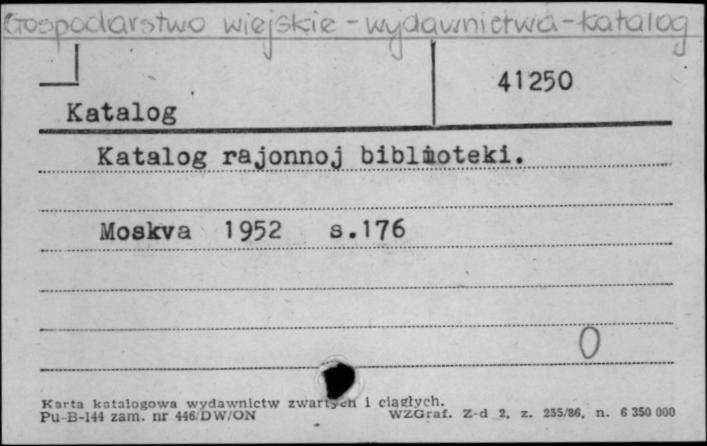 Gospodarstwo wiejskie - wydawnictwa - katalog
41250
Katalog
Katalog rajonnoj biblioteki.
Moskva 1952 s.176
0
Karta katalogowa wydawnictw zwartych i ciągłych.
Pu-B-144 zam. nr 446/DW/ON WZGraf. Z-d 2, z. 255/86, n. 6 350 000